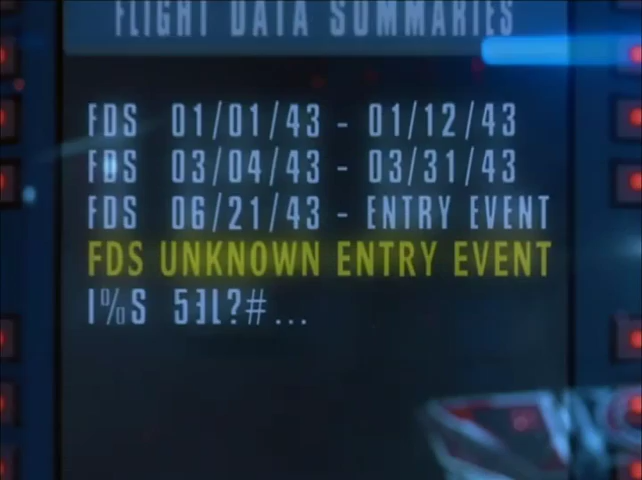 FLIGHT DATA SUMMARIES
FDS 01/01/43 - 01/12/43
FDS 03/04/43 - 03/31/43
FDS 06/21/43 - ENTRY EVENT
FDS UNKNOWN ENTRY EVENT
I%S 5ƎL?#...